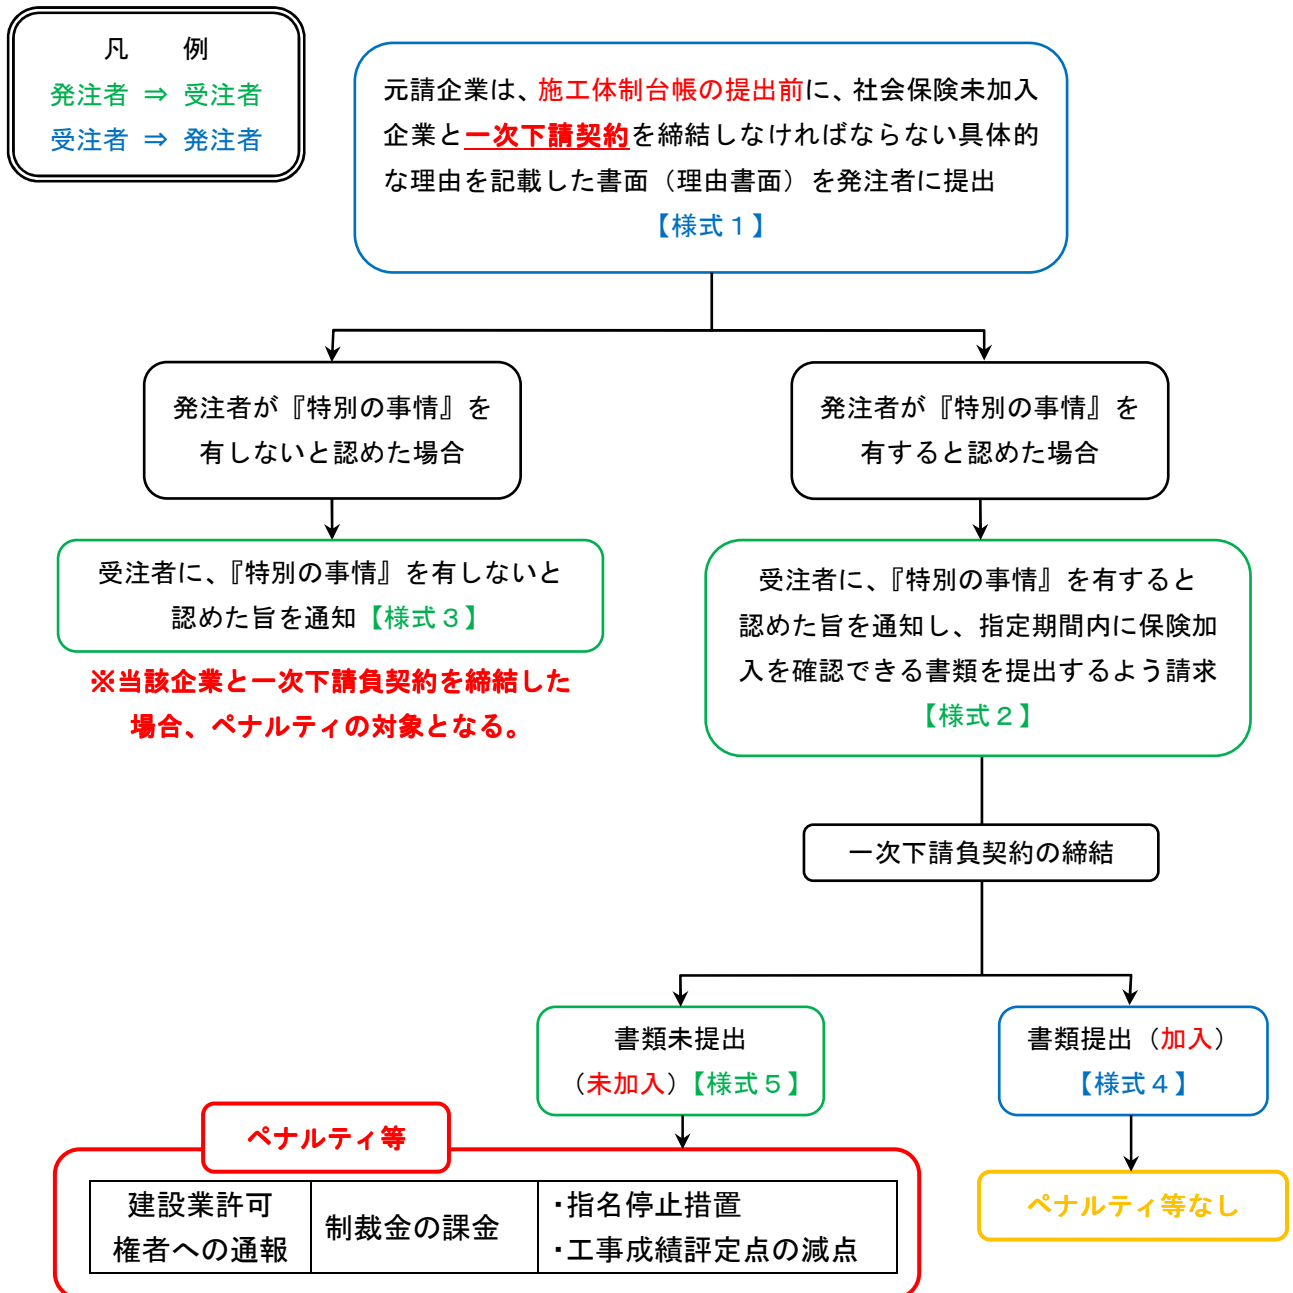 凡　例
発注者 ⇒ 受注者
受注者 ⇒ 発注者
元請企業は、施工体制台帳の提出前に、社会保険未加入
企業と一次下請契約を締結しなければならない具体的
な理由を記載した書面（理由書面）を発注者に提出
【様式１】
発注者が『特別の事情』を
有しないと認めた場合
発注者が『特別の事情』を
有すると認めた場合
受注者に、『特別の事情』を有しないと
認めた旨を通知【様式３】
※当該企業と一次下請負契約を締結した
場合、ペナルティの対象となる。
受注者に、『特別の事情』を有すると
認めた旨を通知し、指定期間内に保険加
入を確認できる書類を提出するよう請求
【様式２】
一次下請負契約の締結
書類未提出
（未加入）【様式５】
書類提出（加入）
【様式４】
ペナルティ等
建設業許可
権者への通報
制裁金の課金
・指名停止措置
・工事成績評定点の減点
ペナルティ等なし